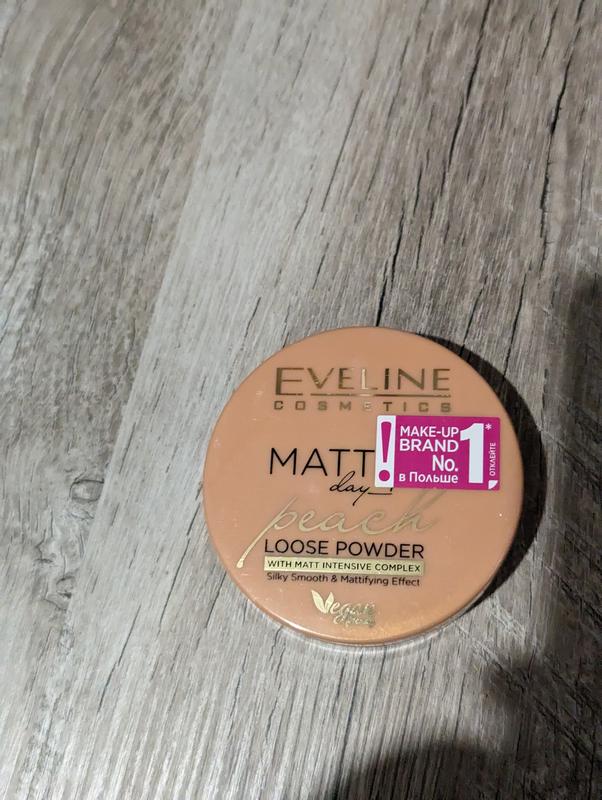 EVELINE
COSMETICS
MATT
day
peach
LOOSE POWDER
WITH MATT INTENSIVE COMPLEX
Silky Smooth & Mattifying Effect
Vegan
!
MAKE-UP
BRAND
No.
в Польше
1*
ОТКЛЕЙТЕ